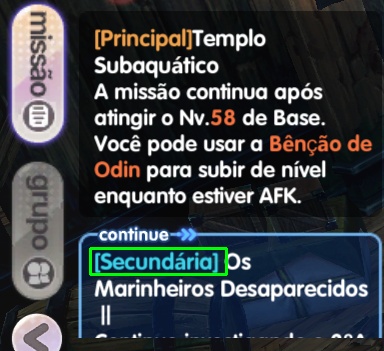 missão
grupo
[Principal]Templo
Subaquático
A missão continua após
atingir o Nv.58 de Base.
Você pode usar a Bênção de
Odin para subir de nível
enquanto estiver AFK.
continue
[Secundária] Os
Marinheiros Desaparecidos
II